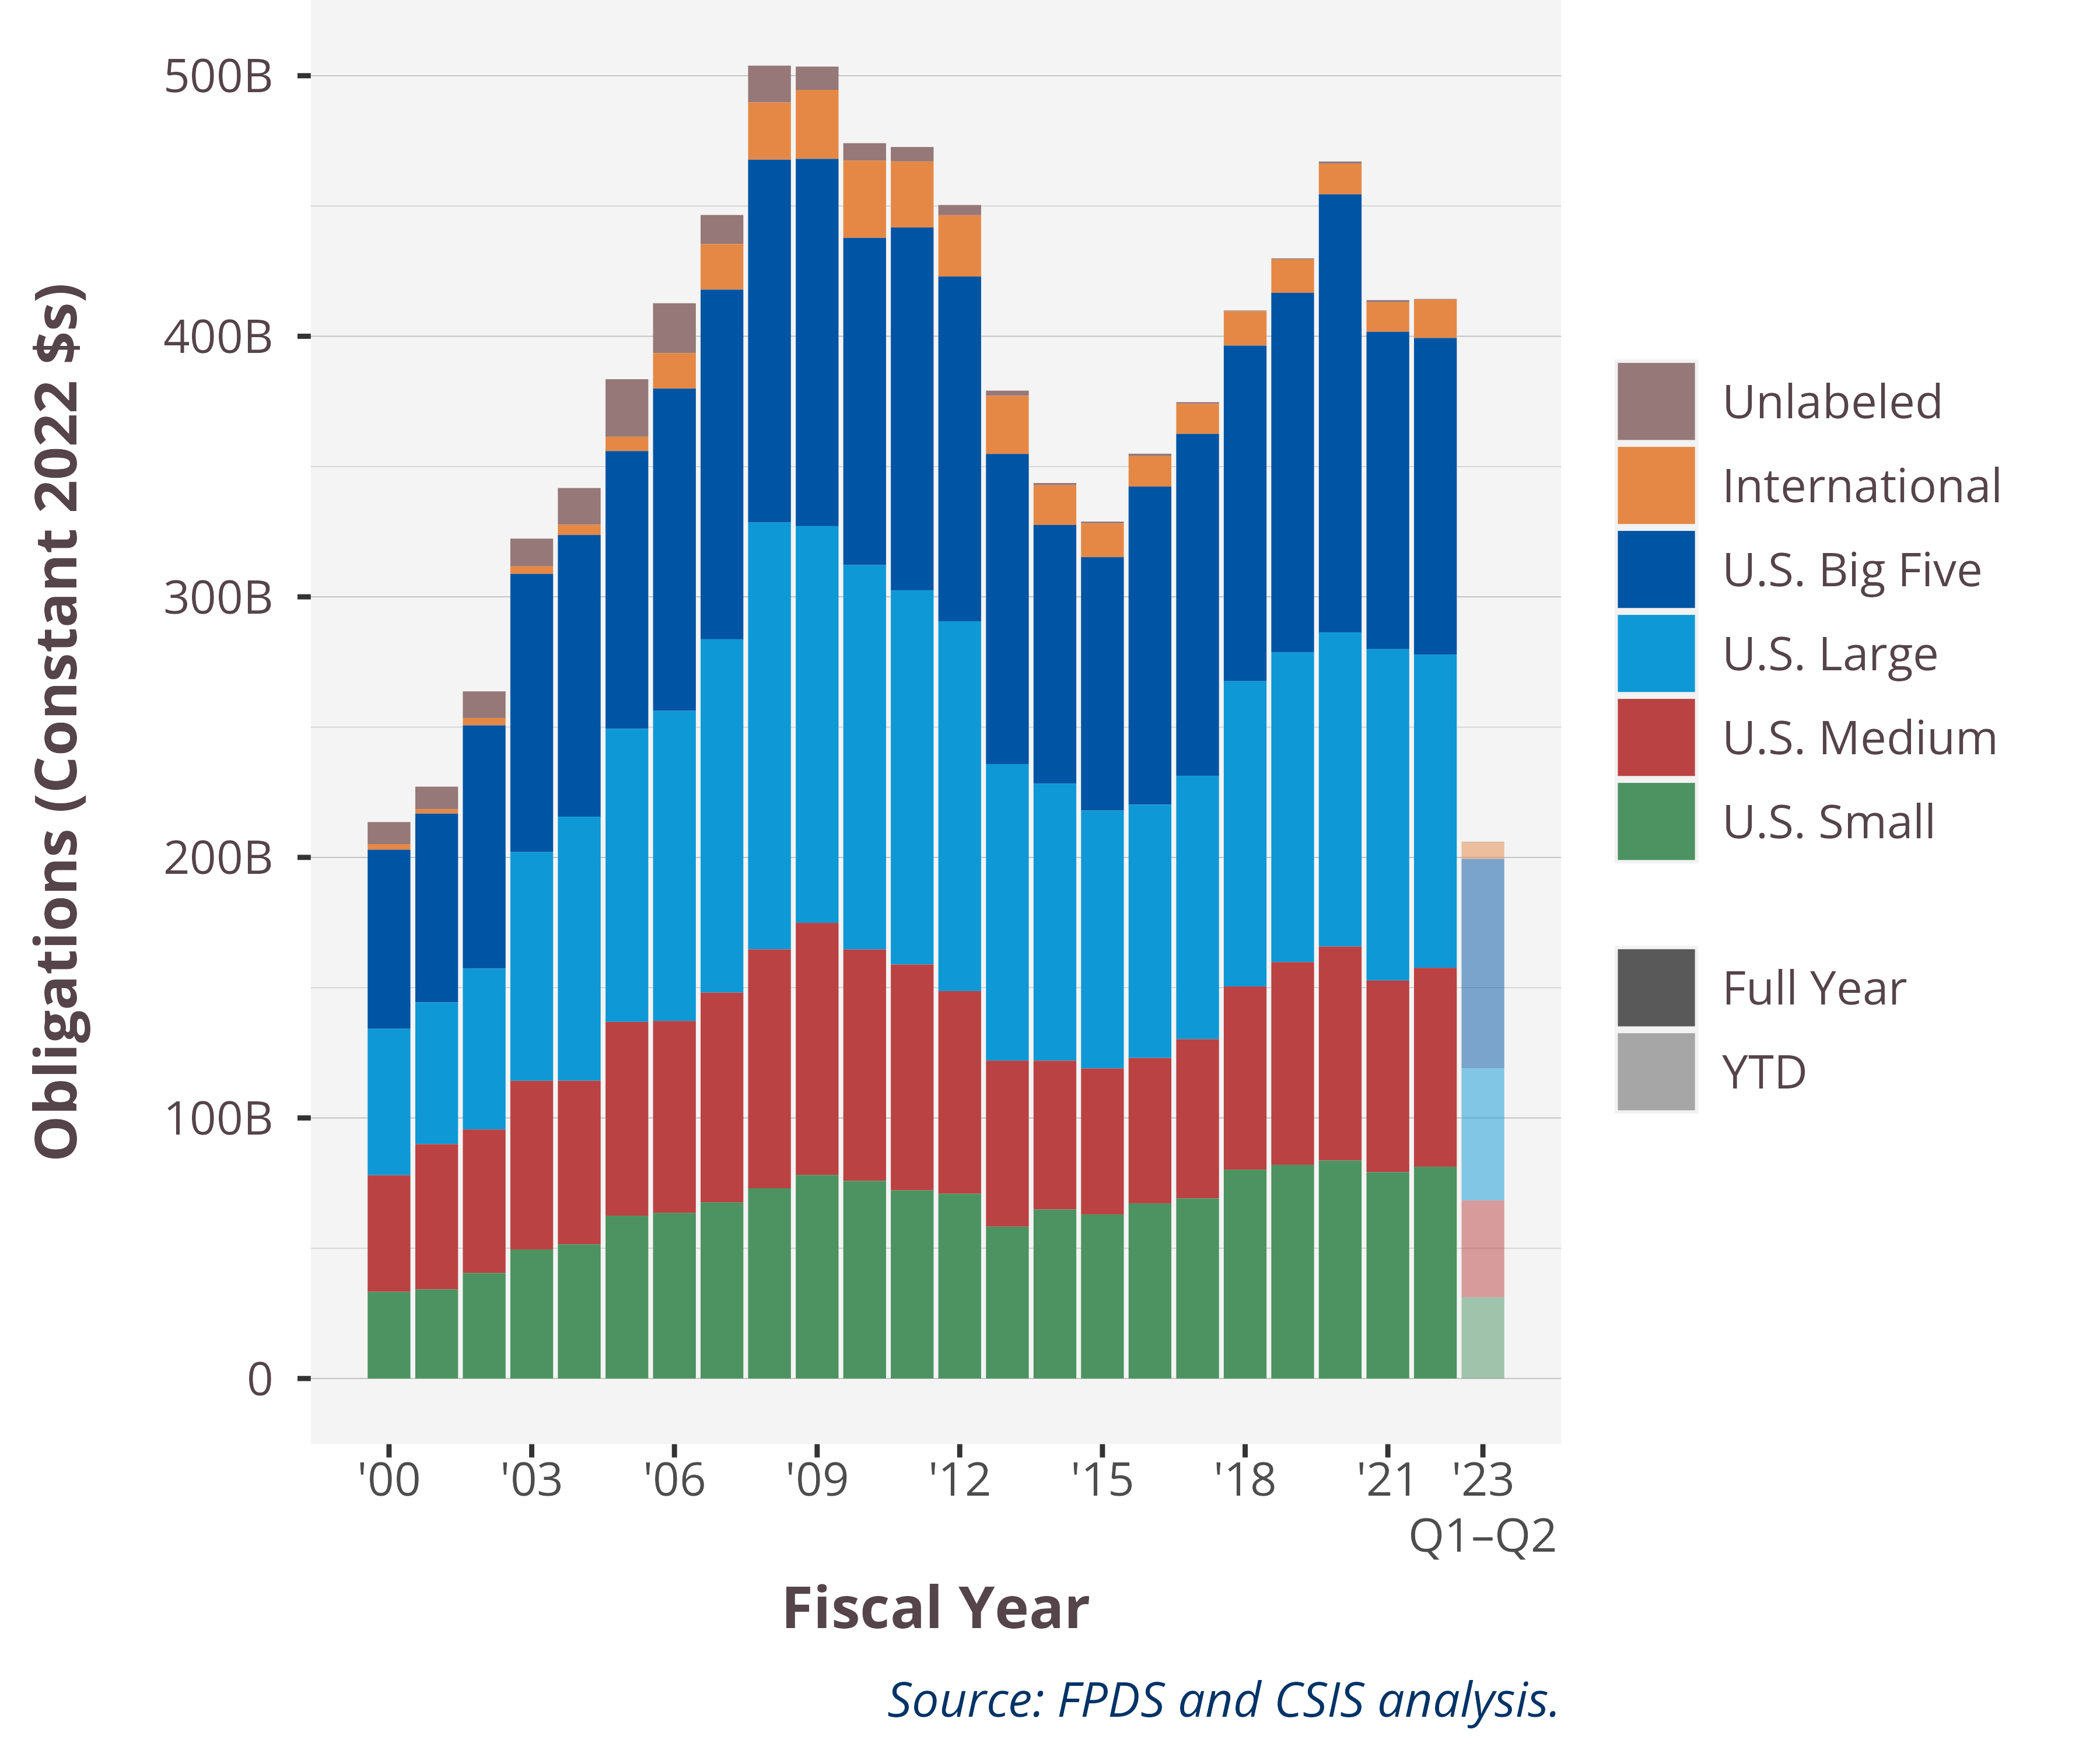 Obligations (Constant 2022 $s)
500B
400B
300B
200B
100B
0
'00
'03
'06
'09
'12
'15
'18
'21
'23
Q1–Q2
Fiscal Year
Unlabeled
International
U.S. Big Five
U.S. Large
U.S. Medium
U.S. Small
Full Year
YTD
Source: FPDS and CSIS analysis.